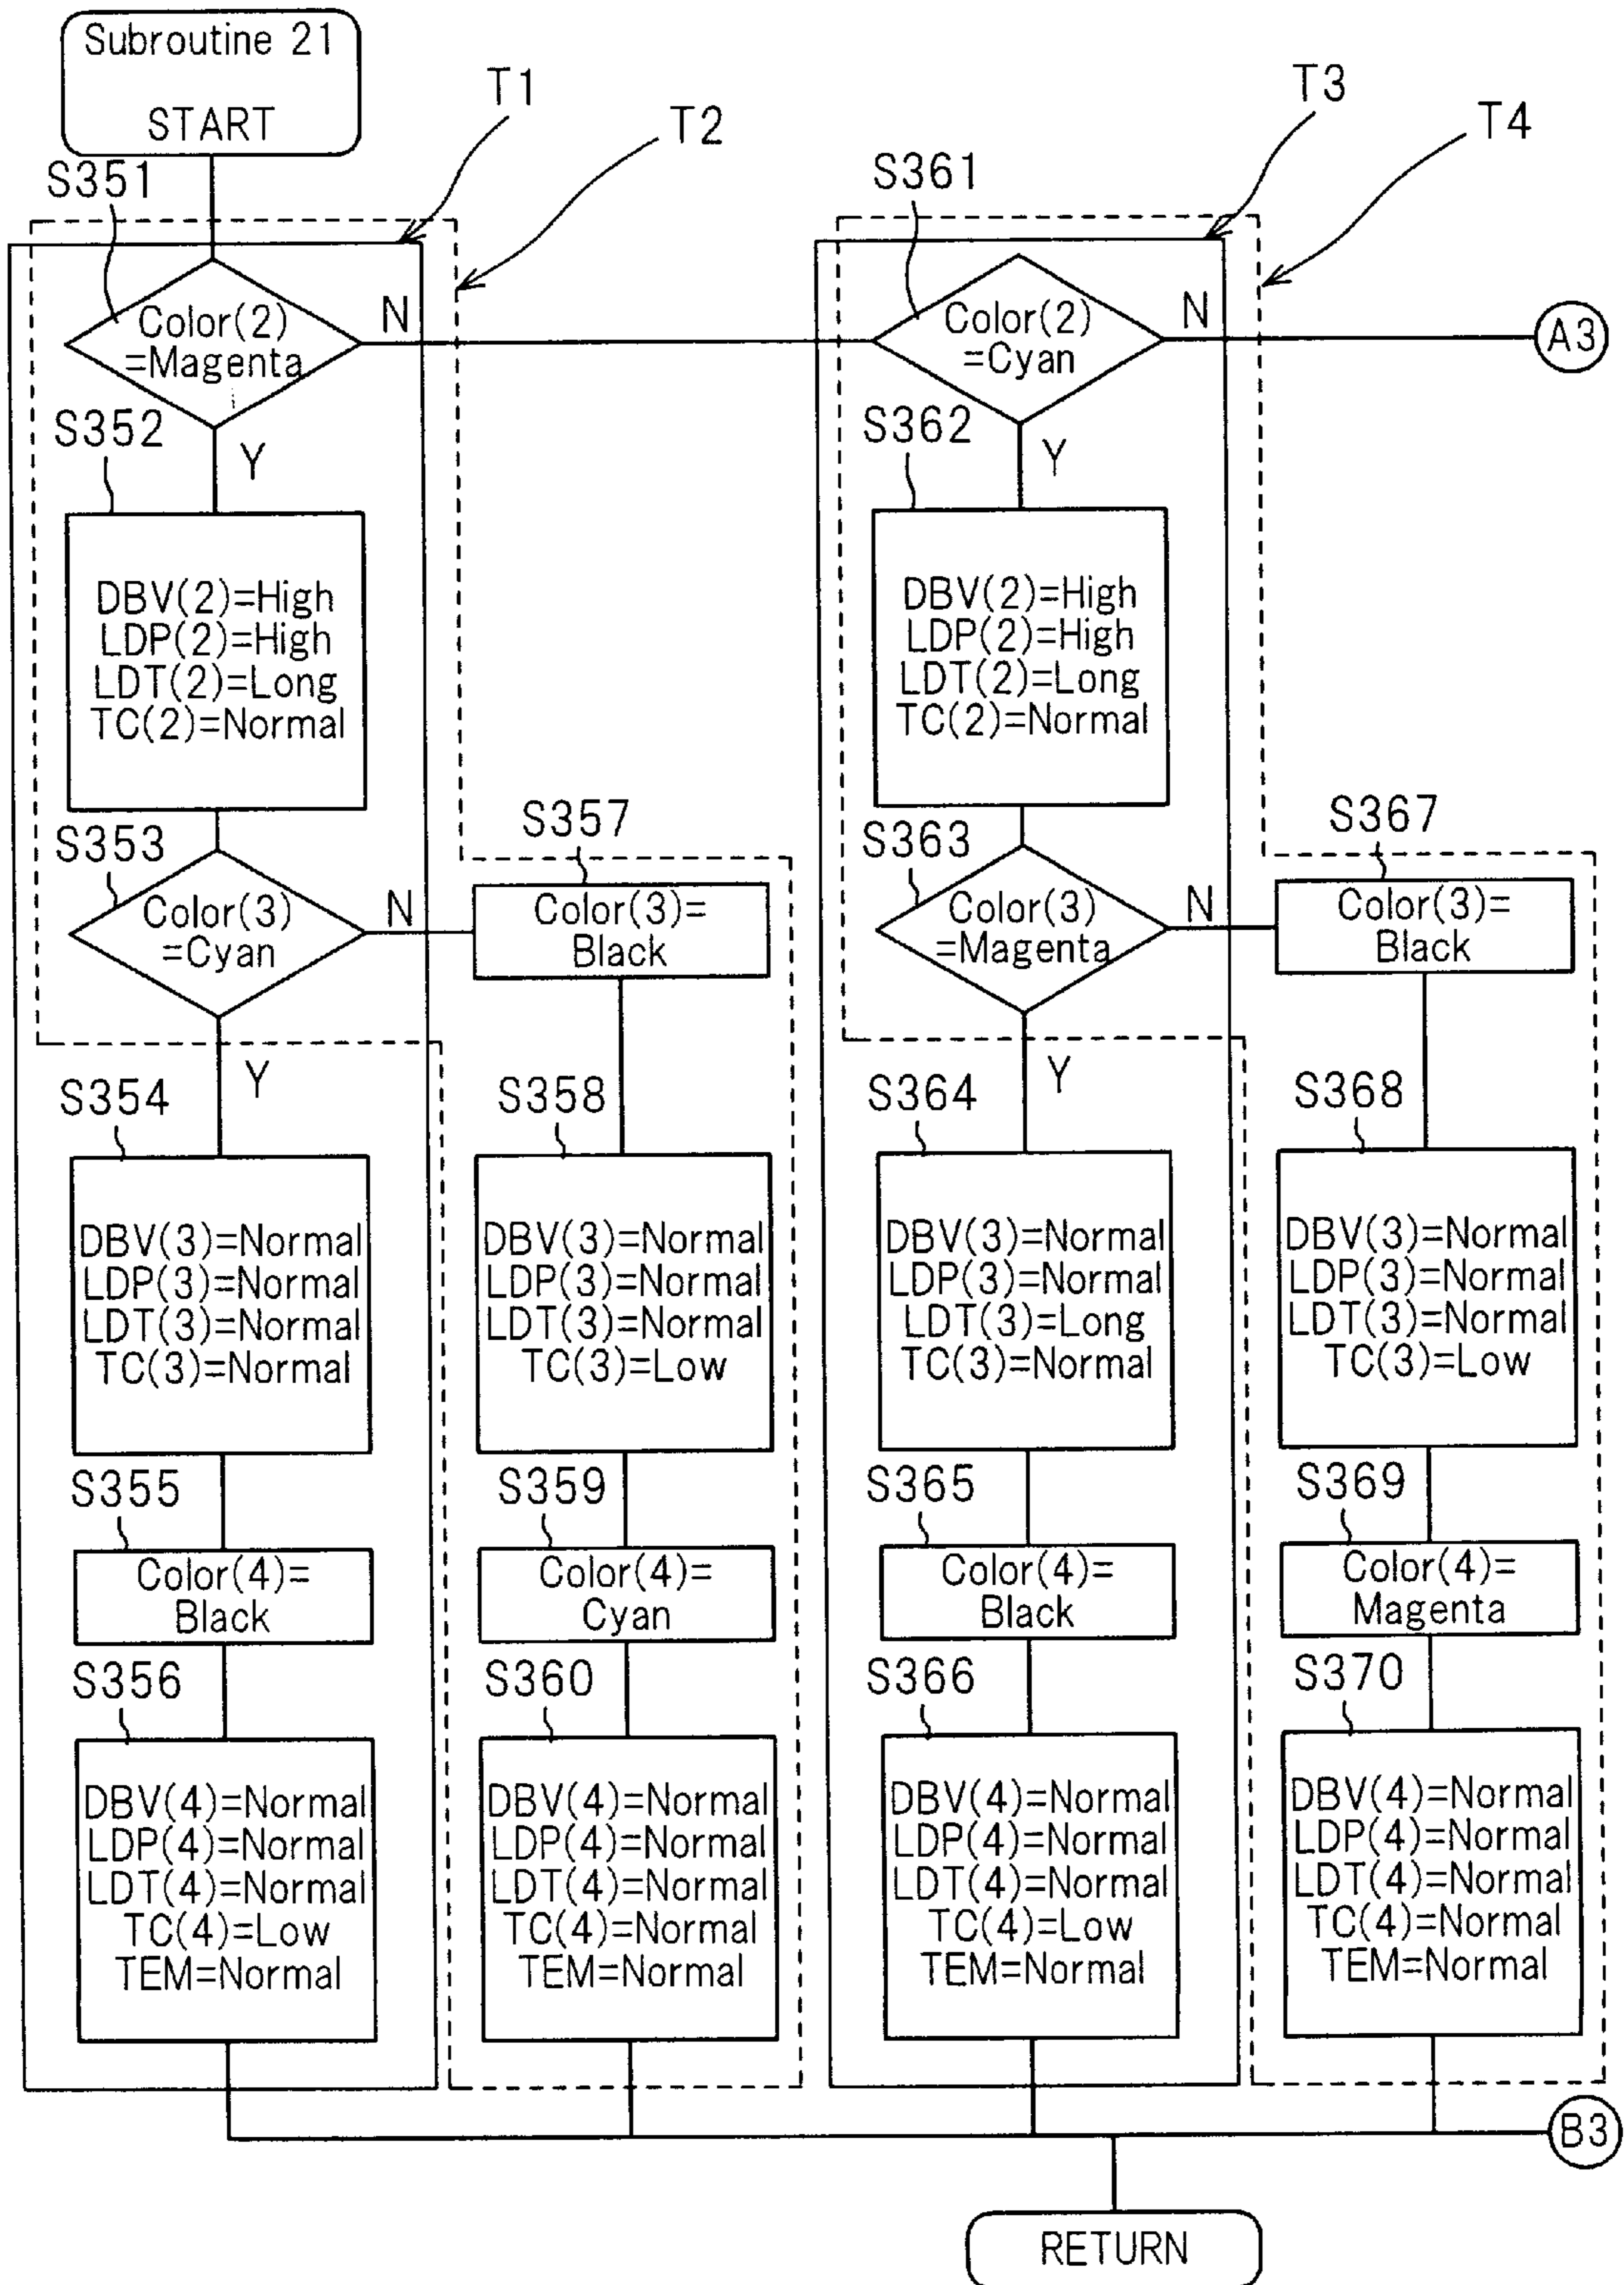 Subroutine 21
START
T1
T2
T3
T4
S351
Color(2)
=Magenta
N
Y
S361
Color(2)
=Cyan
N
Y
A3
S352
DBV(2)=High
LDP(2)=High
LDT(2)=Long
TC(2)=Normal
S362
DBV(2)=High
LDP(2)=High
LDT(2)=Long
TC(2)=Normal
S353
Color(3)
=Cyan
N
Y
S357
Color(3)=
Black
S363
Color(3)
=Magenta
N
Y
S367
Color(3)=
Black
S354
DBV(3)=Normal
LDP(3)=Normal
LDT(3)=Normal
TC(3)=Normal
S358
DBV(3)=Normal
LDP(3)=Normal
LDT(3)=Normal
TC(3)=Low
S364
DBV(3)=Normal
LDP(3)=Normal
LDT(3)=Long
TC(3)=Normal
S368
DBV(3)=Normal
LDP(3)=Normal
LDT(3)=Normal
TC(3)=Low
S355
Color(4)=
Black
S359
Color(4)=
Cyan
S365
Color(4)=
Black
S369
Color(4)=
Magenta
S356
DBV(4)=Normal
LDP(4)=Normal
LDT(4)=Normal
TC(4)=Low
TEM=Normal
S360
DBV(4)=Normal
LDP(4)=Normal
LDT(4)=Normal
TC(4)=Normal
TEM=Normal
S366
DBV(4)=Normal
LDP(4)=Normal
LDT(4)=Normal
TC(4)=Low
TEM=Normal
S370
DBV(4)=Normal
LDP(4)=Normal
LDT(4)=Normal
TC(4)=Normal
TEM=Normal
B3
RETURN